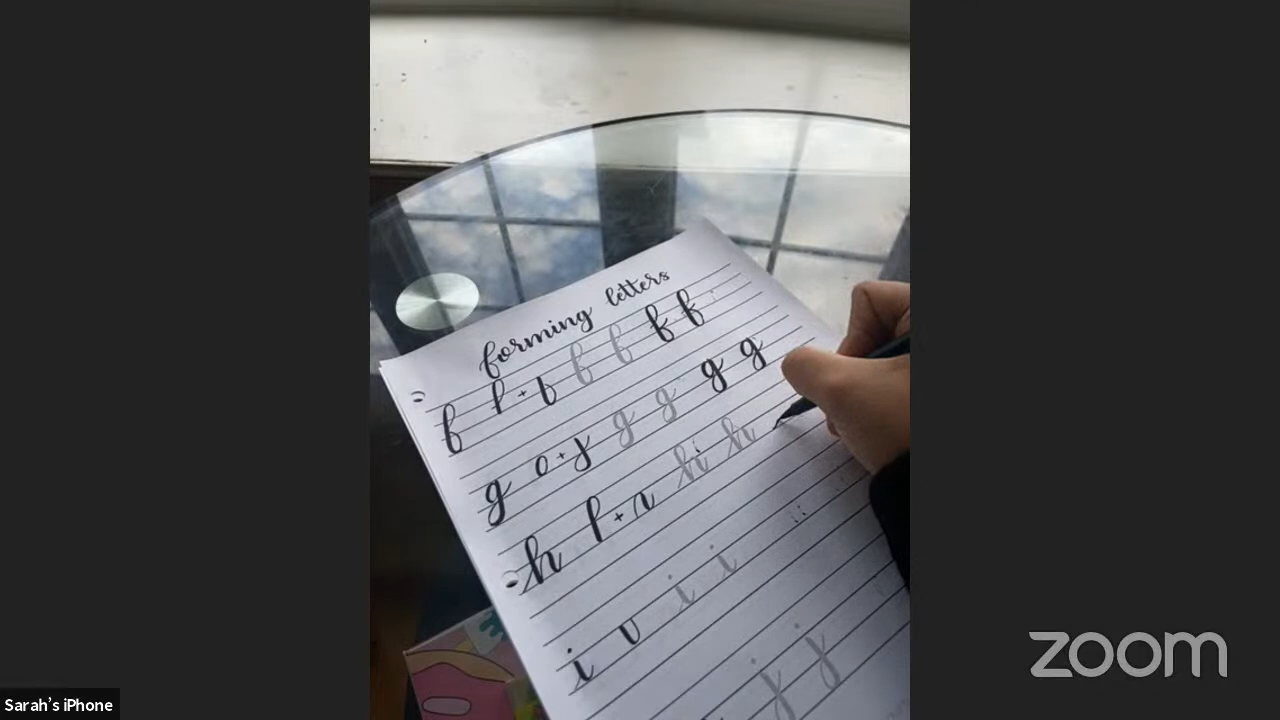 forming letters
f l + f f f f f
g o + j g g g g
h l + n h h
i v i i
j j
Sarah's iPhone
zoom